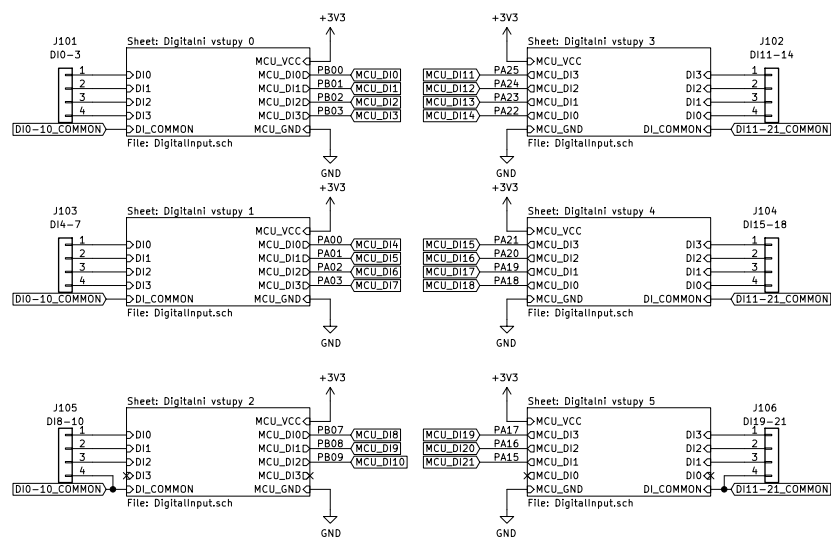 +3V3
J101
DI0-3
Sheet: Digitalni vstupy 0
MCU_VCC
1 DI0 MCU_DI0 PB00 MCU_DI0
2 DI1 MCU_DI1 PB01 MCU_DI1
3 DI2 MCU_DI2 PB02 MCU_DI2
4 DI3 MCU_DI3 PB03 MCU_DI3
DI0-10_COMMON DI_COMMON MCU_GND
File: DigitalInput.sch
GND
+3V3
Sheet: Digitalni vstupy 3
J102
DI11-14
MCU_VCC
MCU_DI11 PA25 MCU_DI3 DI3 1
MCU_DI12 PA24 MCU_DI2 DI2 2
MCU_DI13 PA23 MCU_DI1 DI1 3
MCU_DI14 PA22 MCU_DI0 DI0 4
MCU_GND DI_COMMON DI11-21_COMMON
File: DigitalInput.sch
GND
+3V3
J103
DI4-7
Sheet: Digitalni vstupy 1
MCU_VCC
1 DI0 MCU_DI0 PA00 MCU_DI4
2 DI1 MCU_DI1 PA01 MCU_DI5
3 DI2 MCU_DI2 PA02 MCU_DI6
4 DI3 MCU_DI3 PA03 MCU_DI7
DI0-10_COMMON DI_COMMON MCU_GND
File: DigitalInput.sch
GND
+3V3
Sheet: Digitalni vstupy 4
J104
DI15-18
MCU_VCC
MCU_DI15 PA21 MCU_DI3 DI3 1
MCU_DI16 PA20 MCU_DI2 DI2 2
MCU_DI17 PA19 MCU_DI1 DI1 3
MCU_DI18 PA18 MCU_DI0 DI0 4
MCU_GND DI_COMMON DI11-21_COMMON
File: DigitalInput.sch
GND
+3V3
J105
DI8-10
Sheet: Digitalni vstupy 2
MCU_VCC
1 DI0 MCU_DI0 PB07 MCU_DI8
2 DI1 MCU_DI1 PB08 MCU_DI9
3 DI2 MCU_DI2 PB09 MCU_DI10
4 DI3 MCU_DI3
DI0-10_COMMON DI_COMMON MCU_GND
File: DigitalInput.sch
GND
+3V3
Sheet: Digitalni vstupy 5
J106
DI19-21
MCU_VCC
MCU_DI19 PA17 MCU_DI3 DI3 1
MCU_DI20 PA16 MCU_DI2 DI2 2
MCU_DI21 PA15 MCU_DI1 DI1 3
MCU_DI0 DI0 4
MCU_GND DI_COMMON DI11-21_COMMON
File: DigitalInput.sch
GND